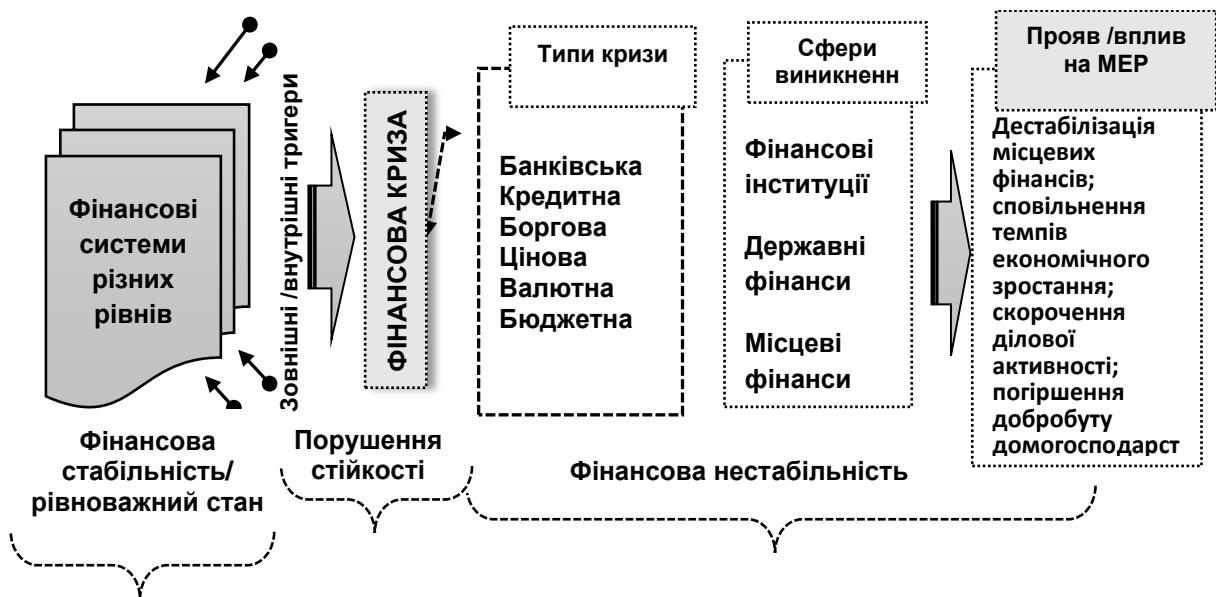 Фінансові
системи
різних
рівнів
Зовнішні /внутрішні тригери
ФІНАНСОВА КРИЗА
Типи кризи
Банківська
Кредитна
Боргова
Цінова
Валютна
Бюджетна
Сфери
виникненн
Фінансові
інституції
Державні
фінанси
Місцеві
фінанси
Прояв /вплив
на МЕР
Дестабілізація
місцевих
фінансів;
сповільнення
темпів
економічного
зростання;
скорочення
ділової
активності;
погіршення
добробуту
домогосподарст
Фінансова
стабільність/
рівноважний стан
Порушення
стійкості
Фінансова нестабільність